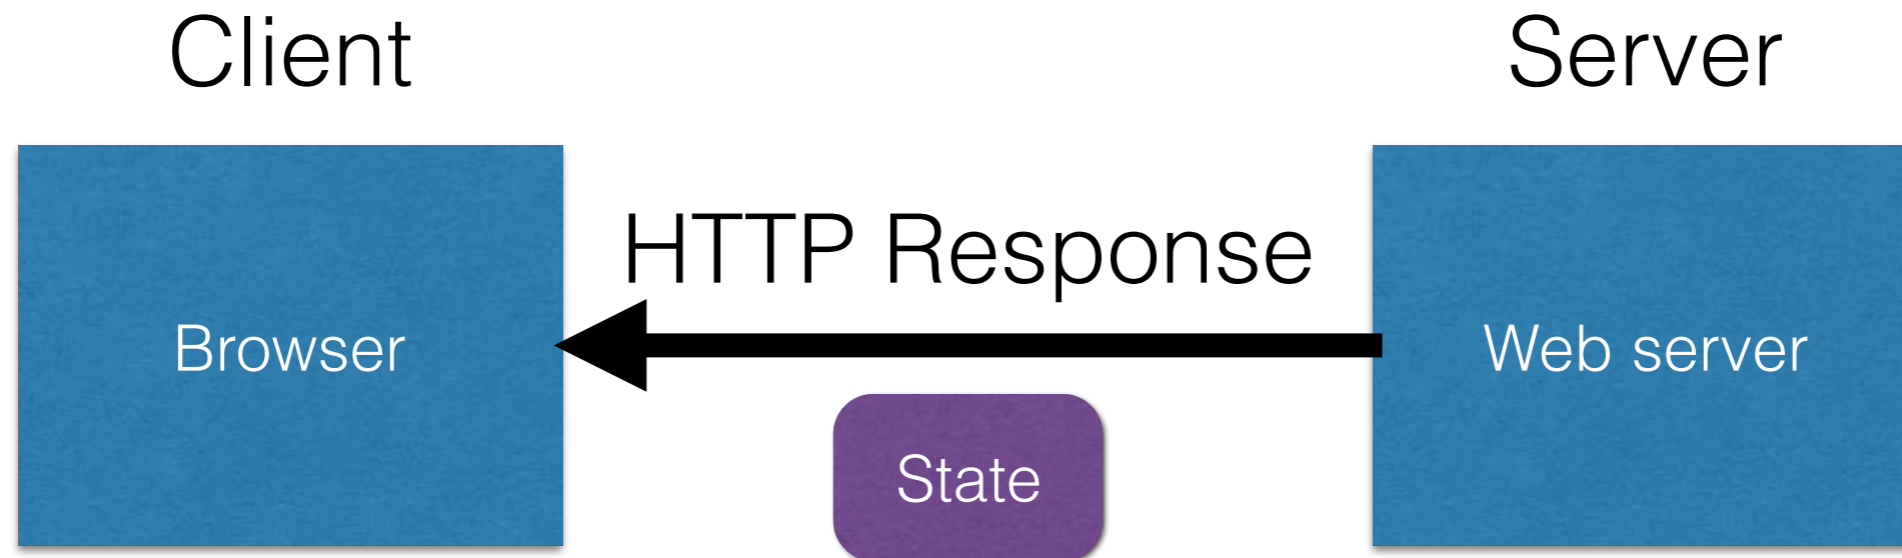 Client
Server
HTTP Response
Browser
Web server
State